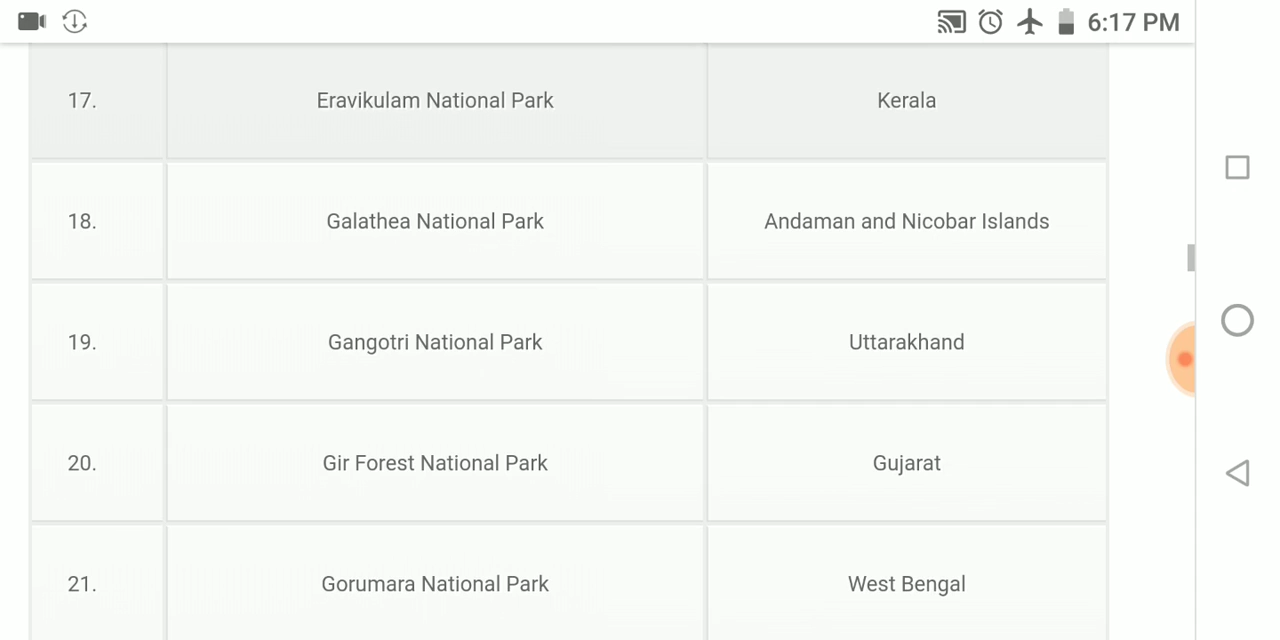 6:17 PM
17. Eravikulam National Park Kerala
18. Galathea National Park Andaman and Nicobar Islands
19. Gangotri National Park Uttarakhand
20. Gir Forest National Park Gujarat
21. Gorumara National Park West Bengal